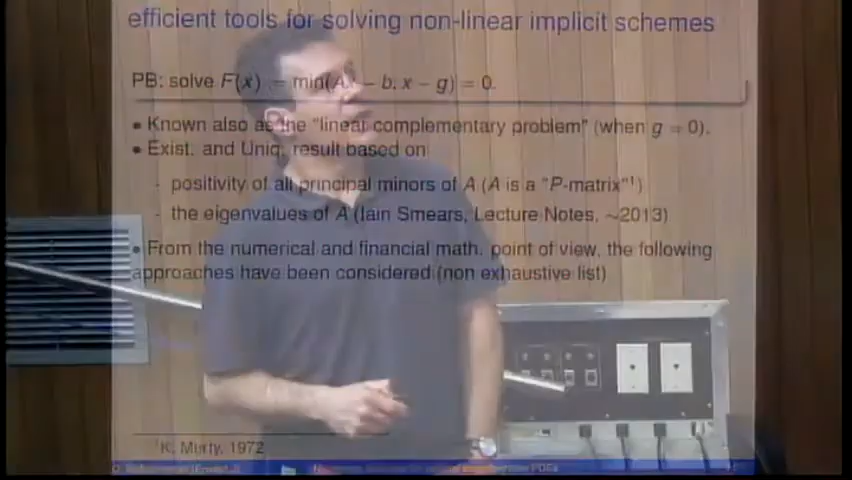 efficient tools for solving non-linear implicit schemes
PB: solve F(x) := min(Ax − b, x − g) = 0.
• Known also as the "linear complementary problem" (when g = 0).
• Exist. and Uniq. result based on
- positivity of all principal minors of A (A is a "P-matrix"¹)
- the eigenvalues of A (Iain Smears, Lecture Notes, ~2013)
• From the numerical and financial math. point of view, the following
approaches have been considered (non exhaustive list)
¹K. Murty, 1972